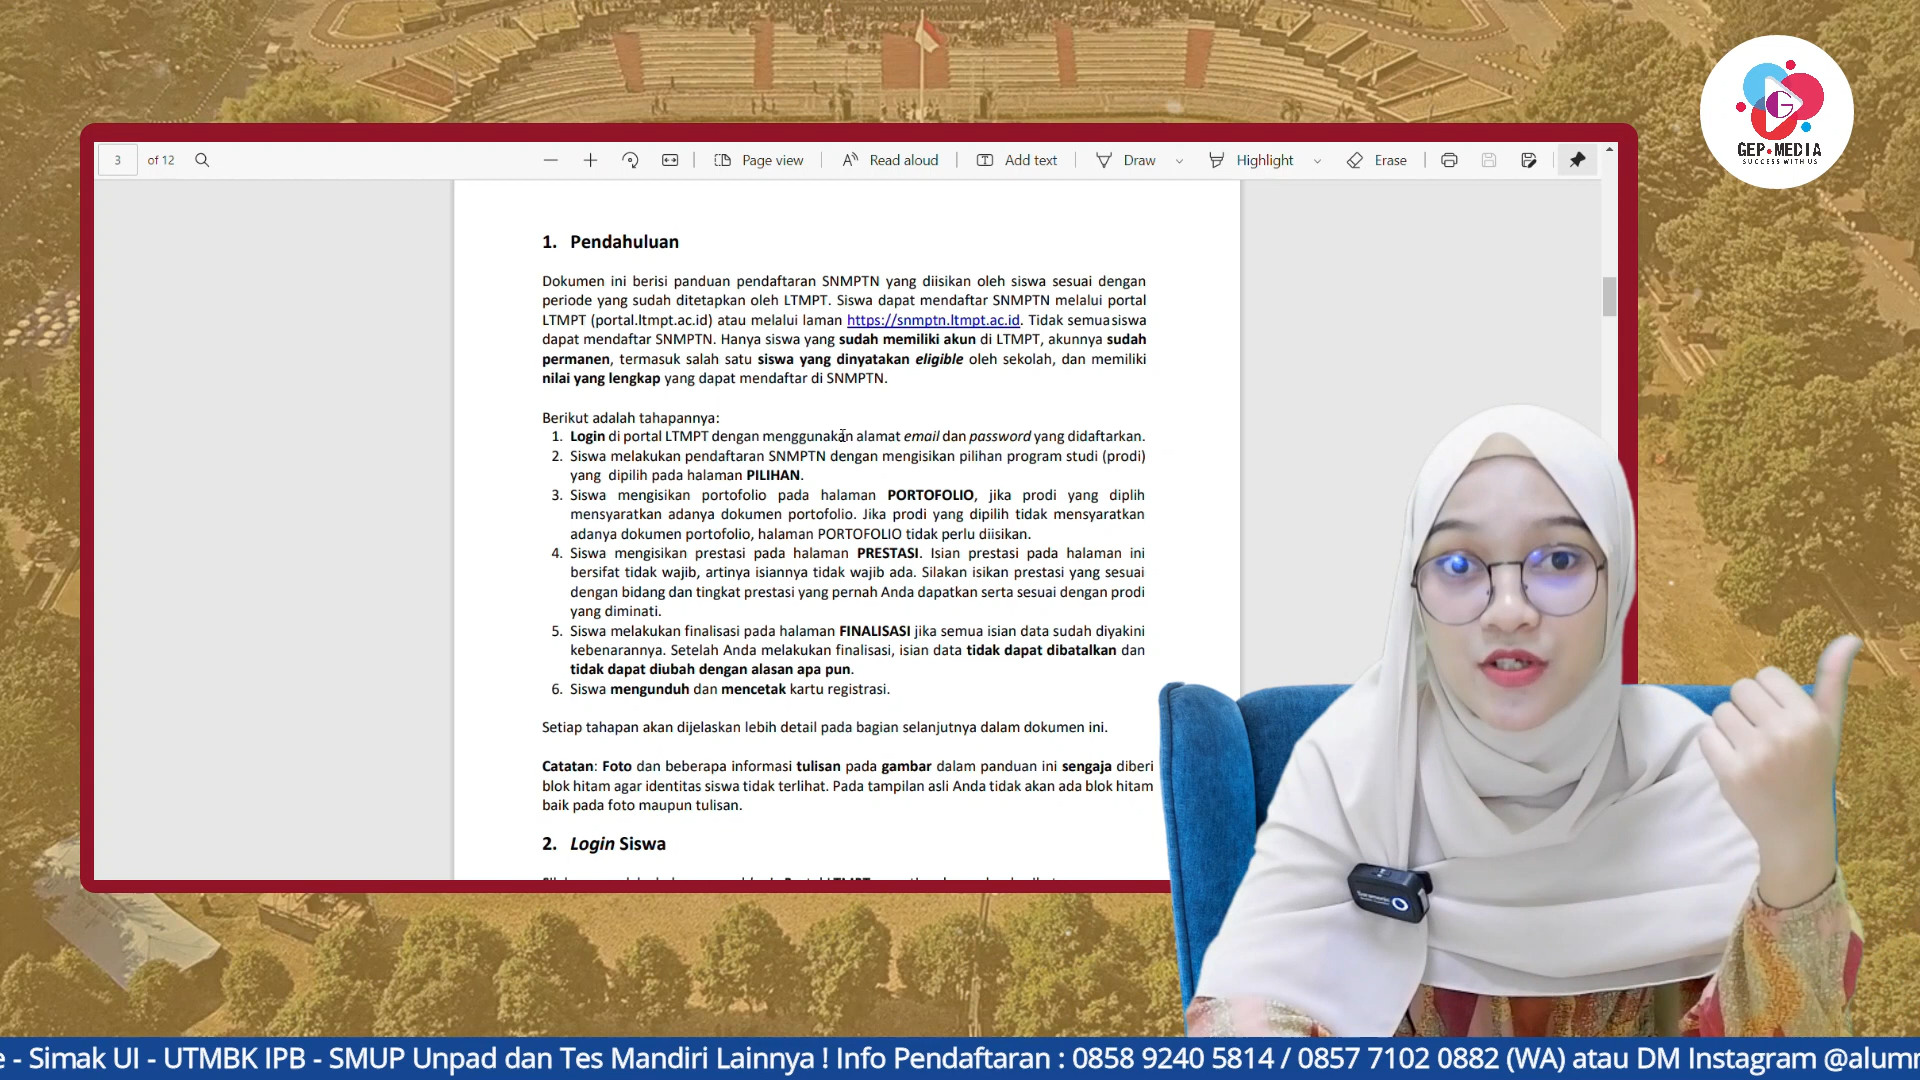 3 of 12
Page view
Read aloud
Add text
Draw
Highlight
Erase
GEP•MEDIA
SUCCESS WITH US
1. Pendahuluan
Dokumen ini berisi panduan pendaftaran SNMPTN yang diisikan oleh siswa sesuai dengan
periode yang sudah ditetapkan oleh LTMPT. Siswa dapat mendaftar SNMPTN melalui portal
LTMPT (portal.ltmpt.ac.id) atau melalui laman https://snmptn.ltmpt.ac.id. Tidak semua siswa
dapat mendaftar SNMPTN. Hanya siswa yang sudah memiliki akun di LTMPT, akunnya sudah
permanen, termasuk salah satu siswa yang dinyatakan eligible oleh sekolah, dan memiliki
nilai yang lengkap yang dapat mendaftar di SNMPTN.
Berikut adalah tahapannya:
1. Login di portal LTMPT dengan menggunakan alamat email dan password yang didaftarkan.
2. Siswa melakukan pendaftaran SNMPTN dengan mengisikan pilihan program studi (prodi)
yang dipilih pada halaman PILIHAN.
3. Siswa mengisikan portofolio pada halaman PORTOFOLIO, jika prodi yang diplih
mensyaratkan adanya dokumen portofolio. Jika prodi yang dipilih tidak mensyaratkan
adanya dokumen portofolio, halaman PORTOFOLIO tidak perlu diisikan.
4. Siswa mengisikan prestasi pada halaman PRESTASI. Isian prestasi pada halaman ini
bersifat tidak wajib, artinya isiannya tidak wajib ada. Silakan isikan prestasi yang sesuai
dengan bidang dan tingkat prestasi yang pernah Anda dapatkan serta sesuai dengan prodi
yang diminati.
5. Siswa melakukan finalisasi pada halaman FINALISASI jika semua isian data sudah diyakini
kebenarannya. Setelah Anda melakukan finalisasi, isian data tidak dapat dibatalkan dan
tidak dapat diubah dengan alasan apa pun.
6. Siswa mengunduh dan mencetak kartu registrasi.
Setiap tahapan akan dijelaskan lebih detail pada bagian selanjutnya dalam dokumen ini.
Catatan: Foto dan beberapa informasi tulisan pada gambar dalam panduan ini sengaja diberi
blok hitam agar identitas siswa tidak terlihat. Pada tampilan asli Anda tidak akan ada blok hitam
baik pada foto maupun tulisan.
2. Login Siswa
e - Simak UI - UTMBK IPB - SMUP Unpad dan Tes Mandiri Lainnya ! Info Pendaftaran : 0858 9240 5814 / 0857 7102 0882 (WA) atau DM Instagram @alum